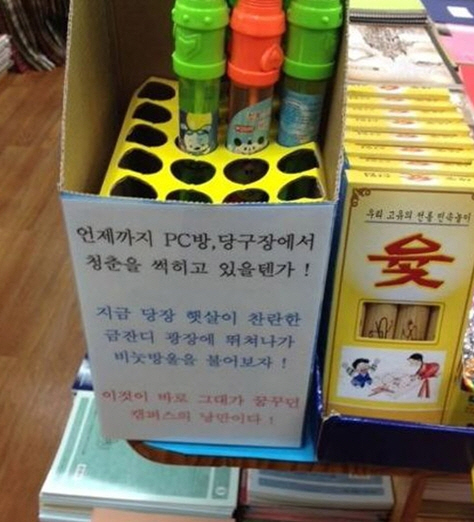 언제까지 PC방,당구장에서
청춘을 썩히고 있을텐가 !
지금 당장 햇살이 찬란한
금잔디 광장에 뛰쳐나가
비눗방울을 불어보자 !
이것이 바로 그대가 꿈꾸던
캠퍼스의 낭만이다 !
우리 고유의 전통 민속놀이
윷